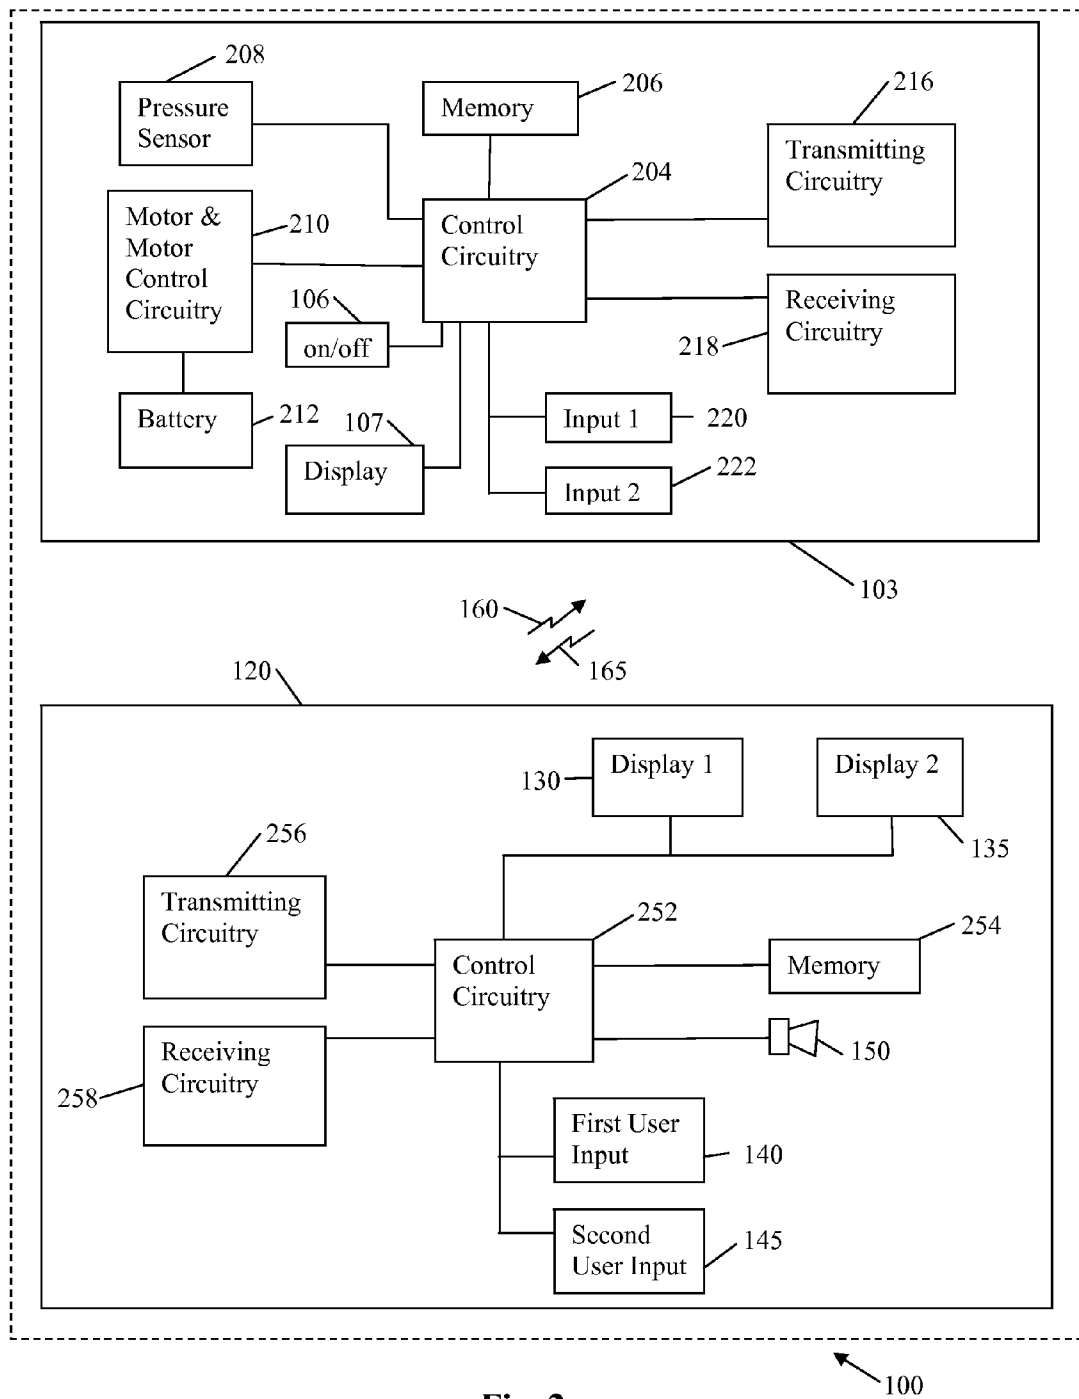 208
Pressure
Sensor
206
Memory
216
Transmitting
Circuitry
204
Control
Circuitry
Motor &
Motor
Control
Circuitry
210
106
on/off
Receiving
Circuitry
218
Battery
212
107
Display
Input 1
220
Input 2
222
103
160
165
120
Display 1
130
Display 2
135
256
Transmitting
Circuitry
252
Control
Circuitry
254
Memory
Receiving
Circuitry
258
150
First User
Input
140
Second
User Input
145
100
Fig. 2